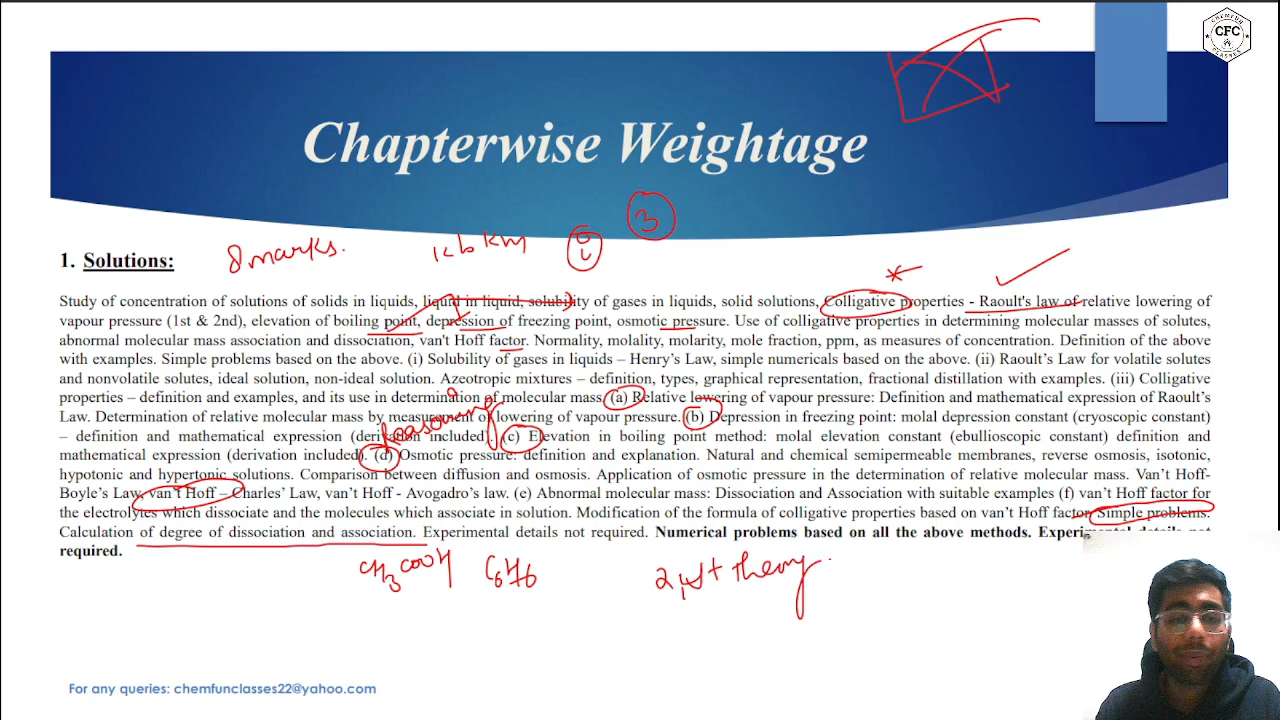 CHEMFUN
CFC
CLASSES
Chapterwise Weightage
3
8 marks.
Kb Km
i
1. Solutions:
Study of concentration of solutions of solids in liquids, liquid in liquid, solubility of gases in liquids, solid solutions, Colligative properties - Raoult's law of relative lowering of
vapour pressure (1st & 2nd), elevation of boiling point, depression of freezing point, osmotic pressure. Use of colligative properties in determining molecular masses of solutes,
abnormal molecular mass association and dissociation, van't Hoff factor. Normality, molality, molarity, mole fraction, ppm, as measures of concentration. Definition of the above
with examples. Simple problems based on the above. (i) Solubility of gases in liquids – Henry's Law, simple numericals based on the above. (ii) Raoult's Law for volatile solutes
and nonvolatile solutes, ideal solution, non-ideal solution. Azeotropic mixtures – definition, types, graphical representation, fractional distillation with examples. (iii) Colligative
properties – definition and examples, and its use in determination of molecular mass. (a) Relative lowering of vapour pressure: Definition and mathematical expression of Raoult's
Law. Determination of relative molecular mass by measurement of lowering of vapour pressure. (b) Depression in freezing point: molal depression constant (cryoscopic constant)
– definition and mathematical expression (derivation included). (c) Elevation in boiling point method: molal elevation constant (ebullioscopic constant) definition and
mathematical expression (derivation included). (d) Osmotic pressure: definition and explanation. Natural and chemical semipermeable membranes, reverse osmosis, isotonic,
hypotonic and hypertonic solutions. Comparison between diffusion and osmosis. Application of osmotic pressure in the determination of relative molecular mass. Van't Hoff-
Boyle's Law, van't Hoff – Charles' Law, van't Hoff - Avogadro's law. (e) Abnormal molecular mass: Dissociation and Association with suitable examples (f) van't Hoff factor for
the electrolytes which dissociate and the molecules which associate in solution. Modification of the formula of colligative properties based on van't Hoff factor Simple problems.
Calculation of degree of dissociation and association. Experimental details not required. Numerical problems based on all the above methods. Experimental details not
required.
reasoning
CH3COOH C6H6
theory.
For any queries: chemfunclasses22@yahoo.com